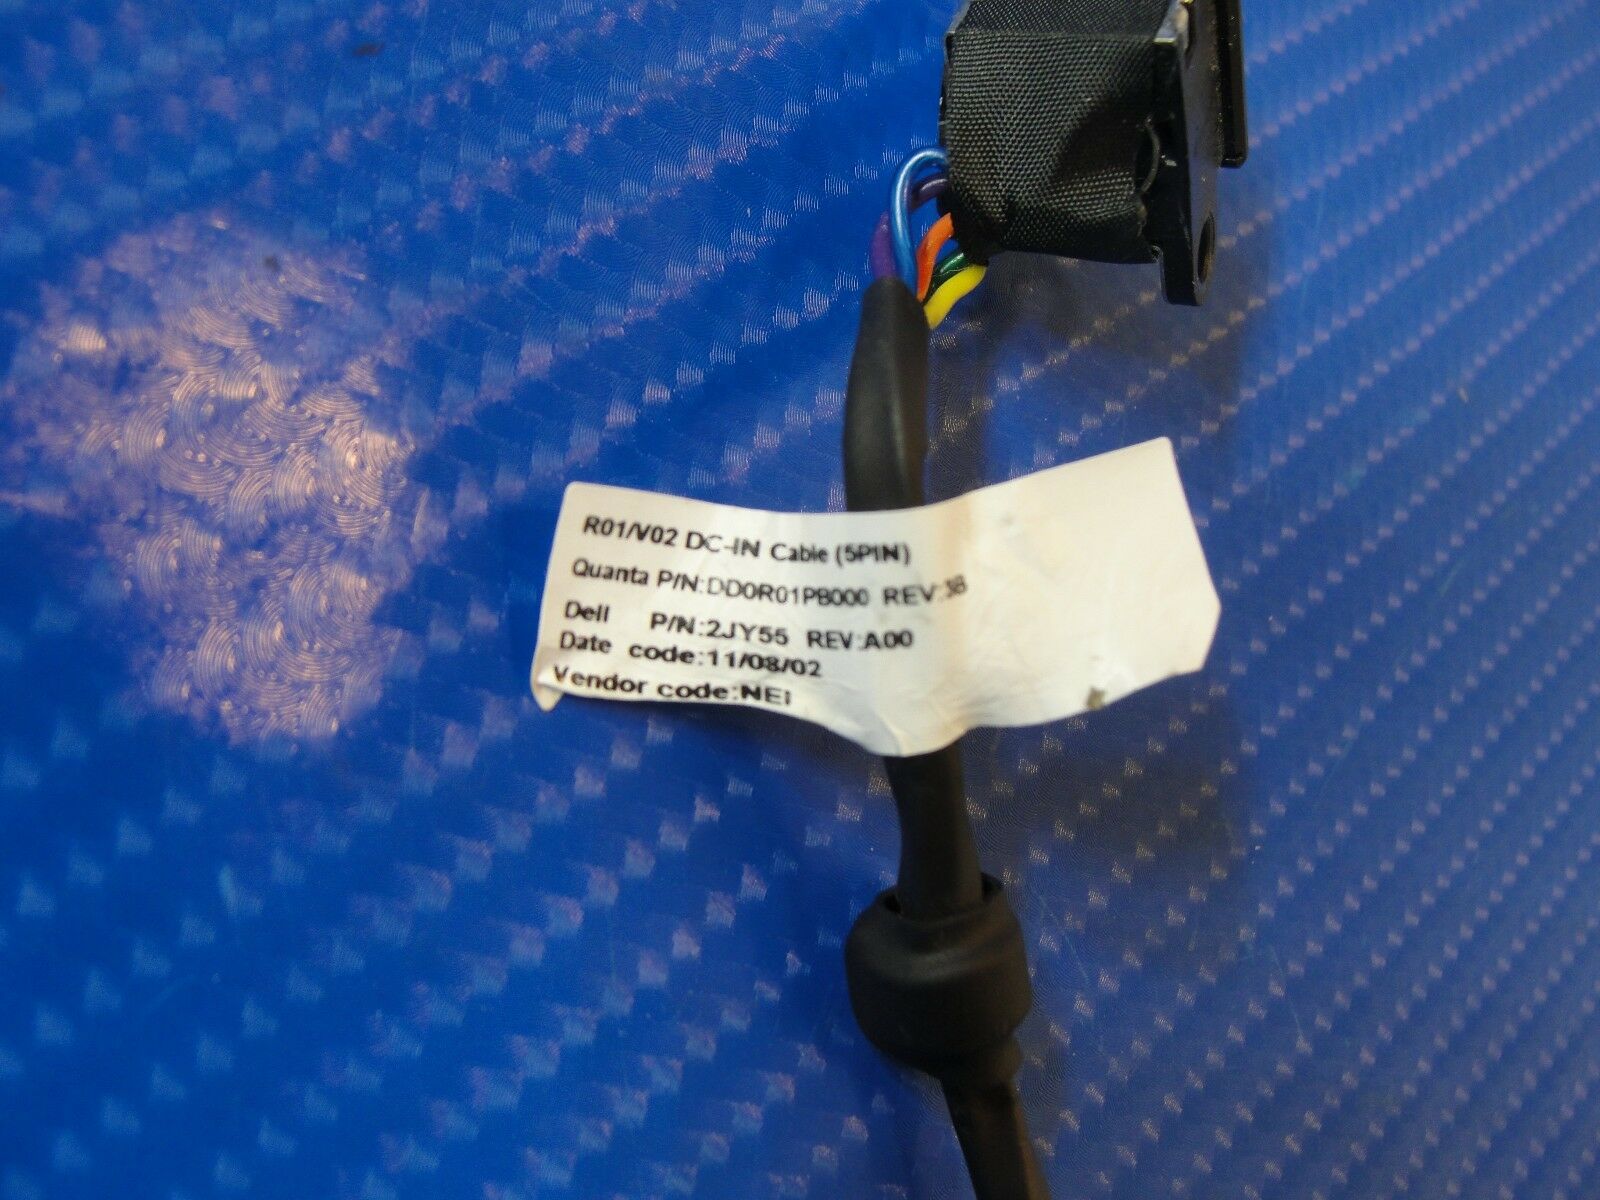 R01/V02 DC-IN Cable (5PIN)
Quanta P/N:DD0R01PB000 REV:3B
Dell P/N:2JY55 REV:A00
Date code:11/08/02
Vendor code:NEI